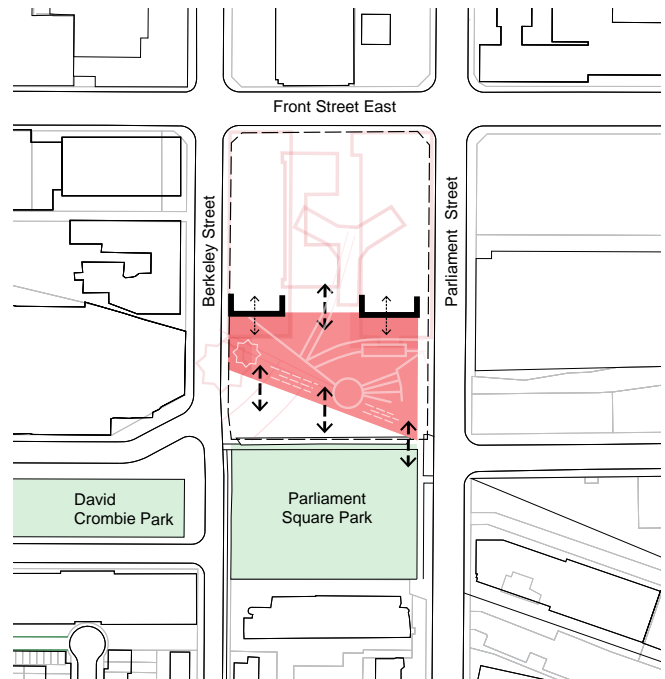 Front Street East
Berkeley Street
Parliament Street
David
Crombie Park
Parliament
Square Park